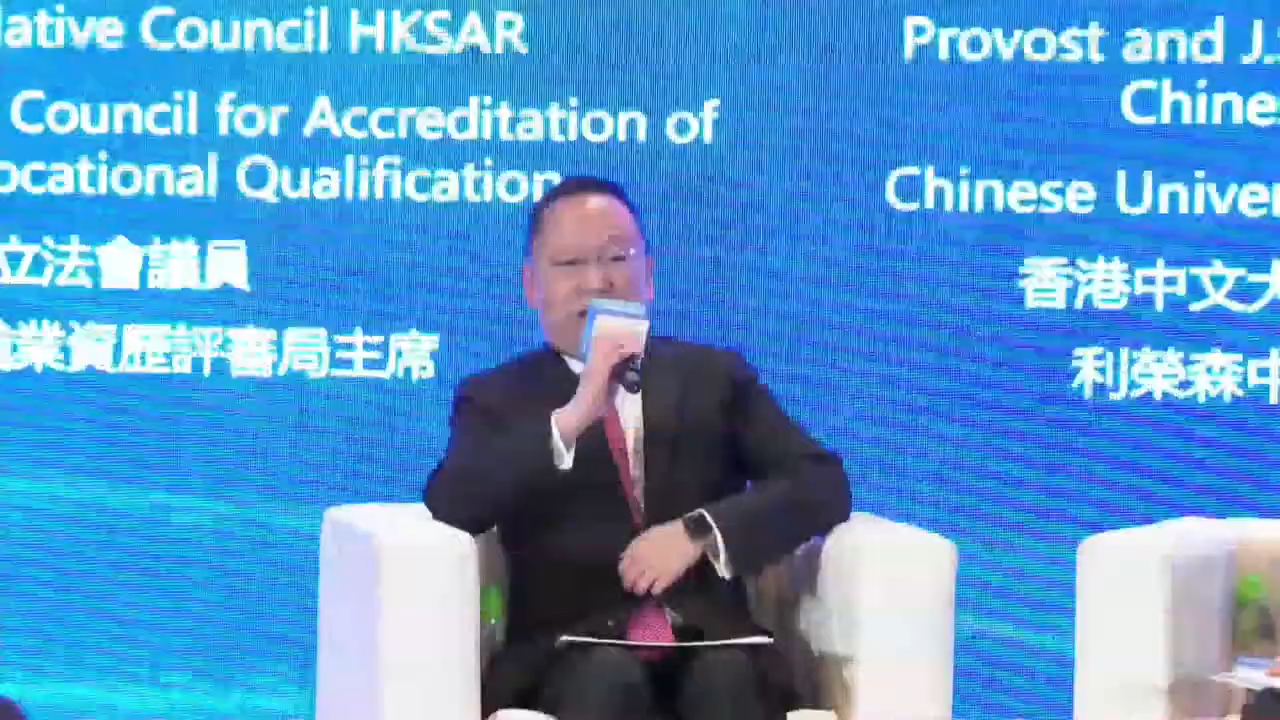 lative Council HKSAR
Council for Accreditation of
ocational Qualification
立法會議員
業資歷評審局主席
Provost and J.
Chine
Chinese Univer
香港中文大
利榮森中